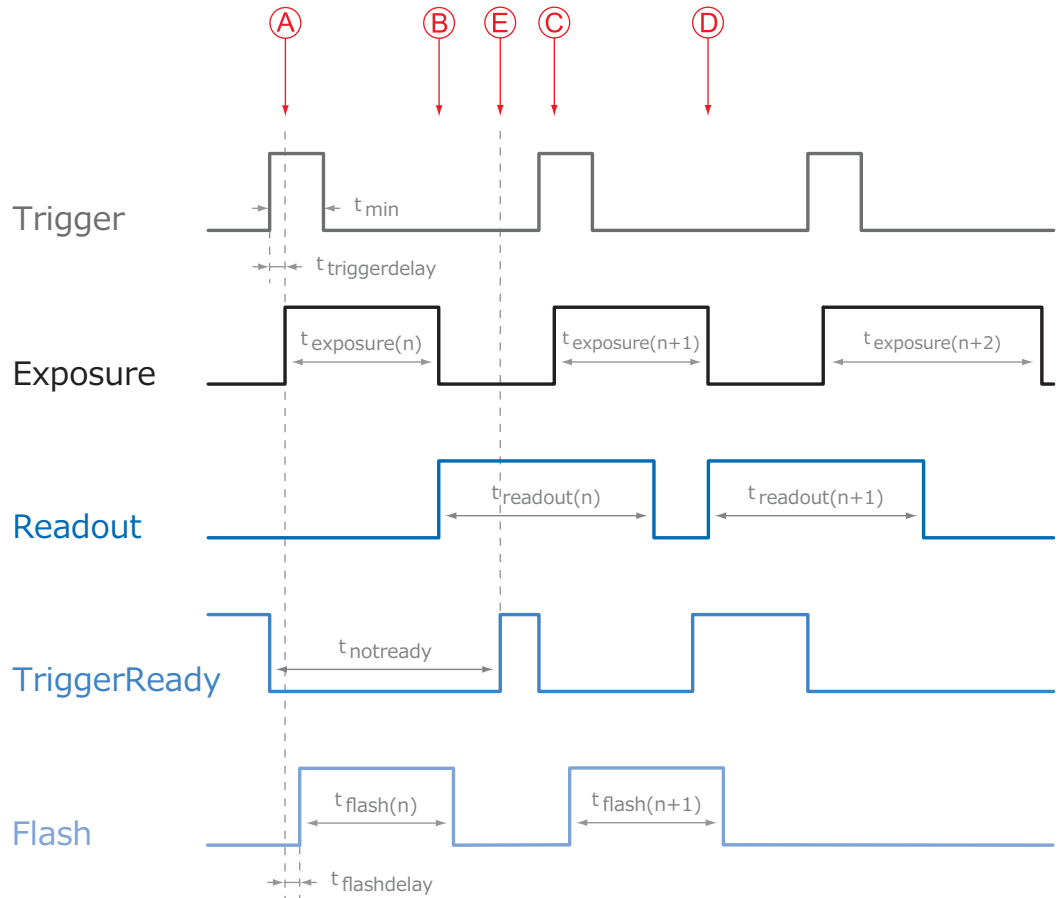 A B E C D
Trigger
t min
t triggerdelay
Exposure
t exposure(n)
t exposure(n+1)
t exposure(n+2)
Readout
t readout(n)
t readout(n+1)
TriggerReady
t notready
Flash
t flash(n)
t flash(n+1)
t flashdelay